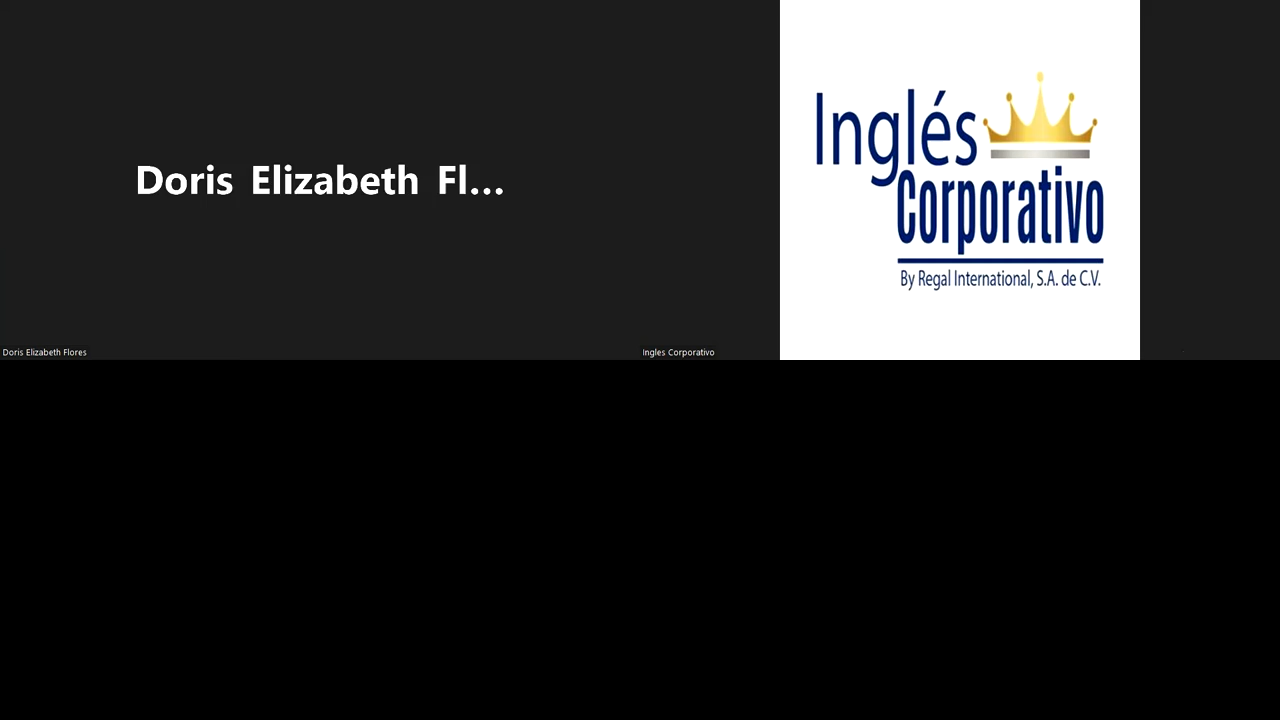 Doris Elizabeth Fl...
Inglés
Corporativo
By Regal International, S.A. de C.V.
Doris Elizabeth Flores
Ingles Corporativo